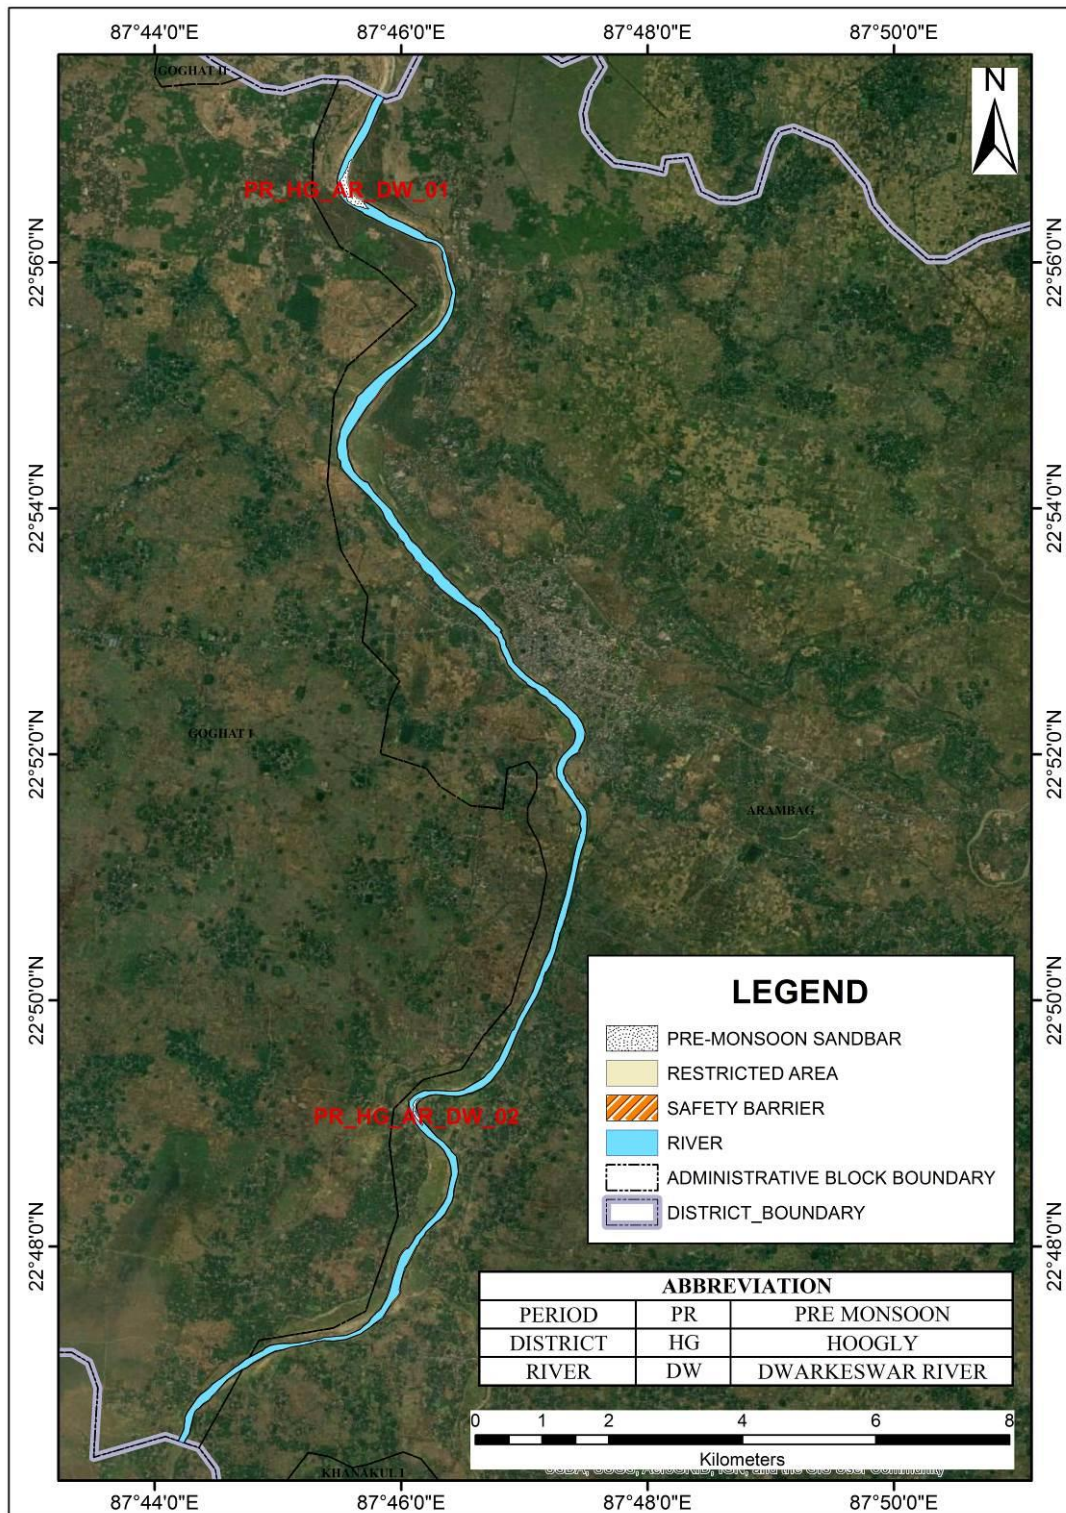 87°44'0"E 87°46'0"E 87°48'0"E 87°50'0"E
GOGHAT II
N
PR_HG_AR_DW_01
22°56'0"N 22°56'0"N
22°54'0"N 22°54'0"N
GOGHAT I
22°52'0"N 22°52'0"N
ARAMBAG
22°50'0"N 22°50'0"N
LEGEND
PRE-MONSOON SANDBAR
RESTRICTED AREA
SAFETY BARRIER
RIVER
ADMINISTRATIVE BLOCK BOUNDARY
DISTRICT_BOUNDARY
PR_HG_AR_DW_02
22°48'0"N 22°48'0"N
ABBREVIATION
PERIOD PR PRE MONSOON
DISTRICT HG HOOGLY
RIVER DW DWARKESWAR RIVER
0 1 2 4 6 8
Kilometers
KHANAKUL I
87°44'0"E 87°46'0"E 87°48'0"E 87°50'0"E